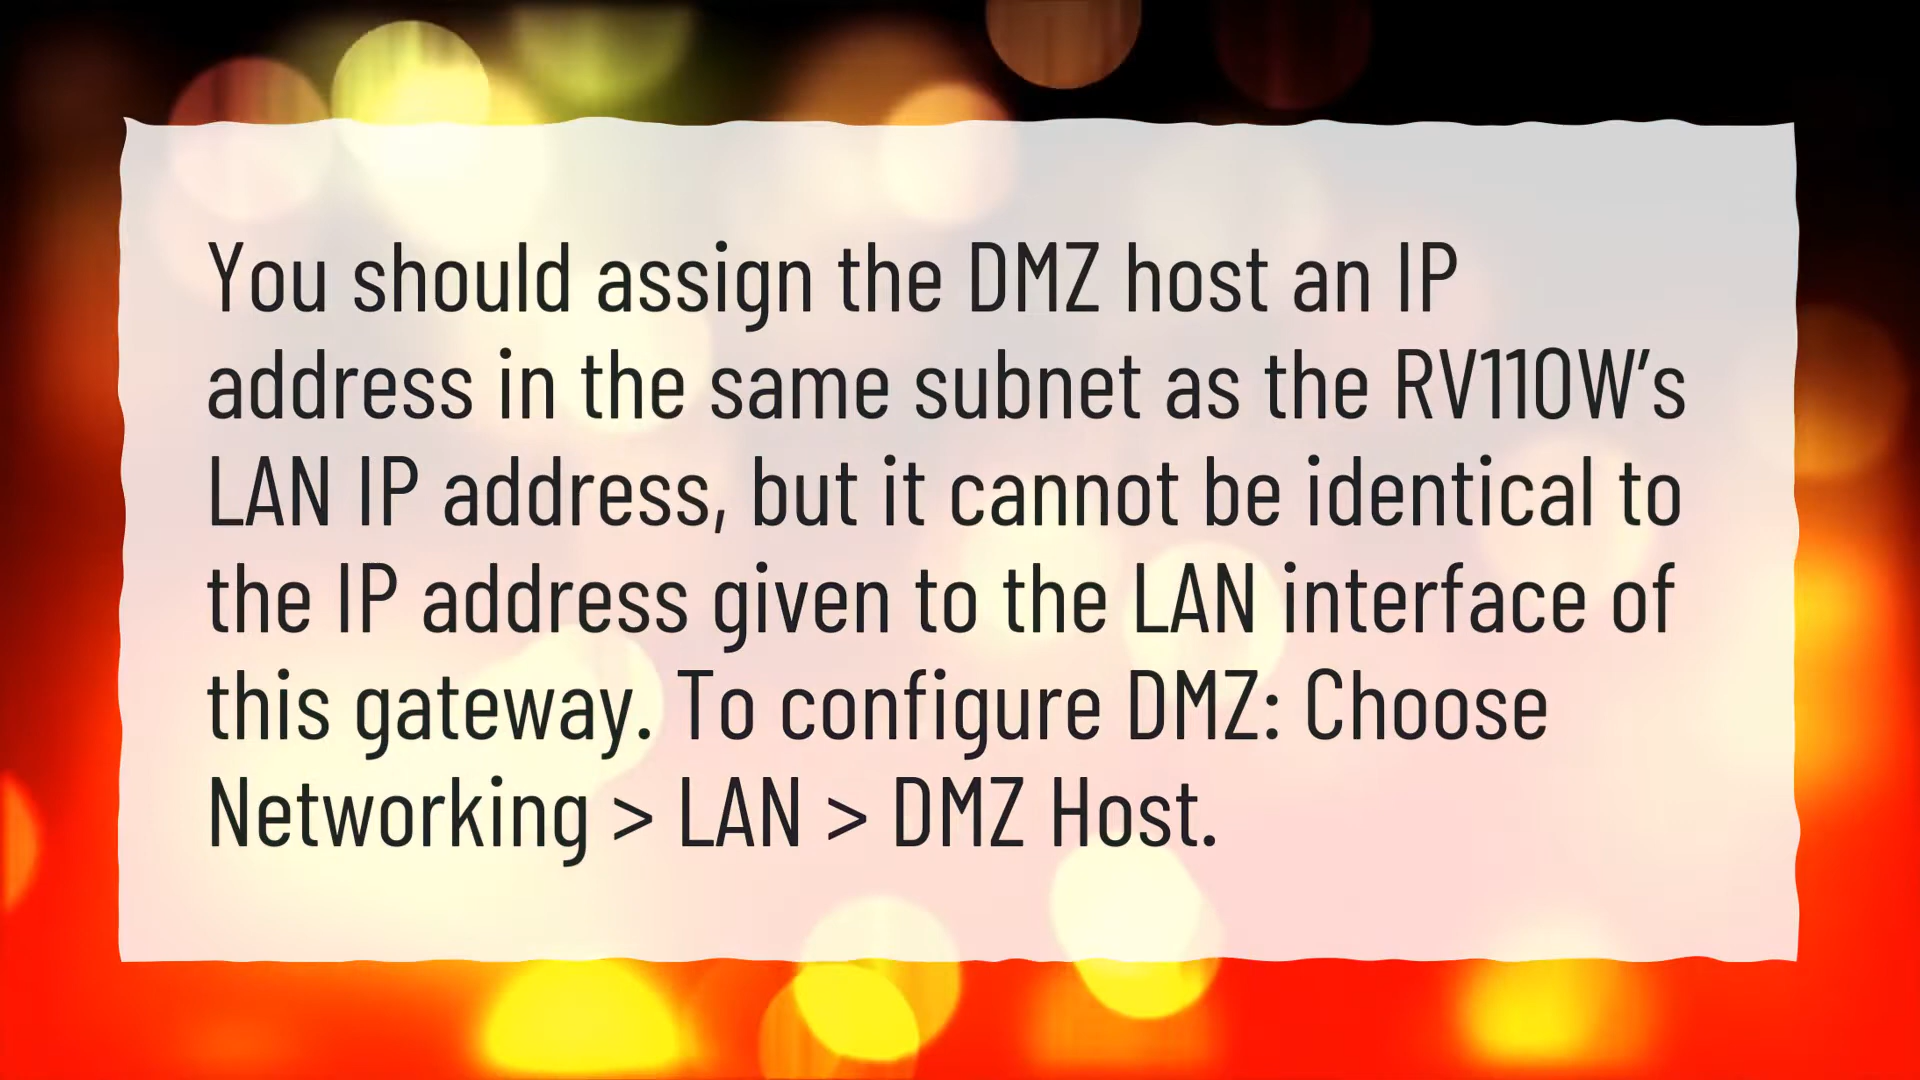 You should assign the DMZ host an IP
address in the same subnet as the RV110W’s
LAN IP address, but it cannot be identical to
the IP address given to the LAN interface of
this gateway. To configure DMZ: Choose
Networking > LAN > DMZ Host.